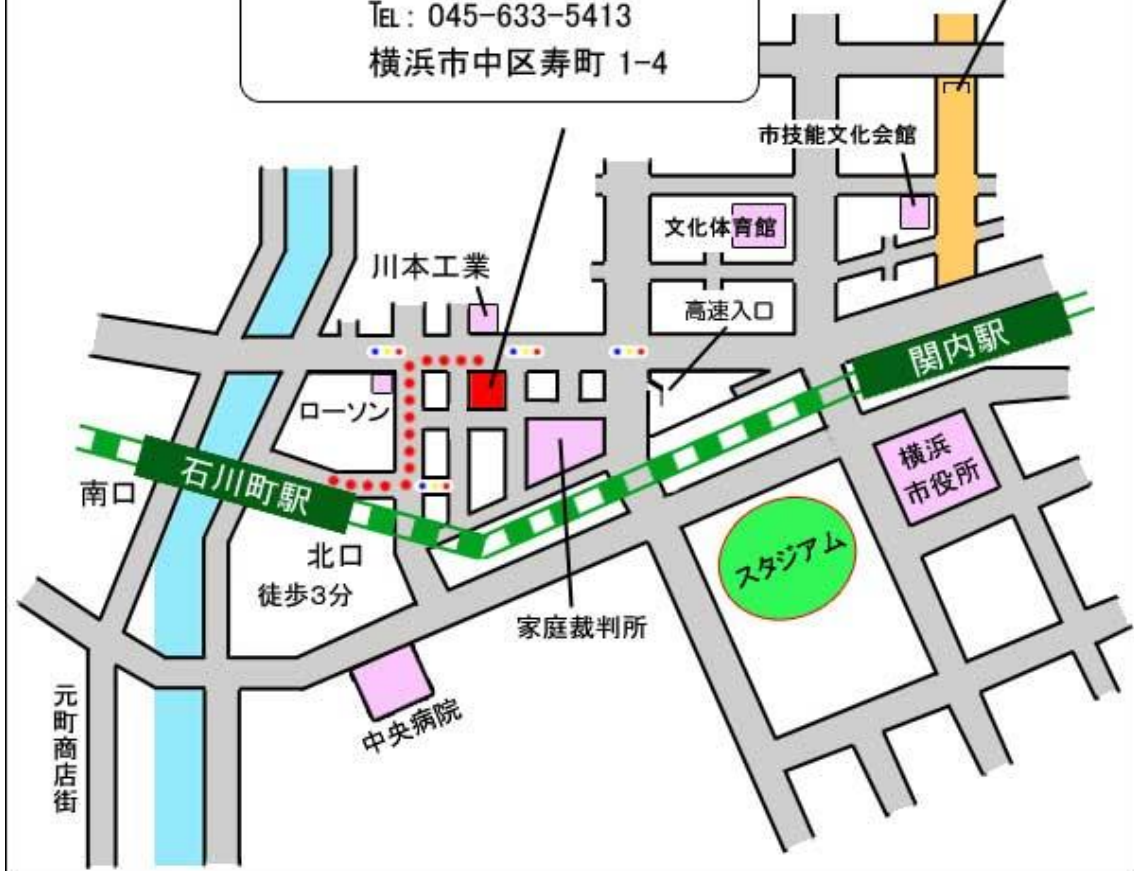 ℡: 045-633-5413
横浜市中区寿町 1-4
市技能文化会館
文化体育館
川本工業
高速入口
関内駅
ローソン
横浜
市役所
石川町駅
南口
北口
徒歩3分
スタジアム
家庭裁判所
元町商店街
中央病院